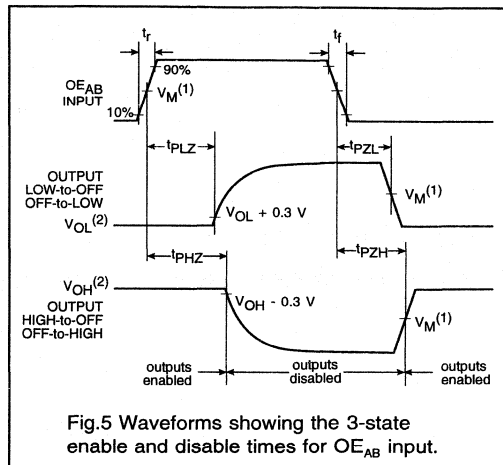 tr
tf
90%
OEAB
INPUT
VM(1)
10%
tPLZ
tPZL
OUTPUT
LOW-to-OFF
OFF-to-LOW
VM(1)
VOL(2)
VOL + 0.3 V
tPHZ
tPZH
VOH(2)
VOH - 0.3 V
OUTPUT
HIGH-to-OFF
OFF-to-HIGH
VM(1)
outputs
enabled
outputs
disabled
outputs
enabled
Fig.5 Waveforms showing the 3-state
enable and disable times for OEAB input.